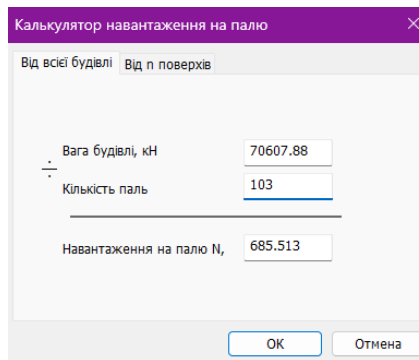 Калькулятор навантаження на палю
Від всієї будівлі Від n поверхів
Вага будівлі, кН 70607.88
÷
Кількість паль 103
Навантаження на палю N, 685.513
ОК Отмена